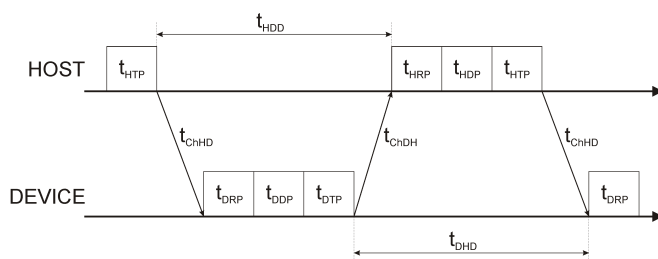 tHDD
HOST tHTP tHRP tHDP tHTP
tChHD tChDH tChHD
DEVICE tDRP tDDP tDTP tDRP
tDHD